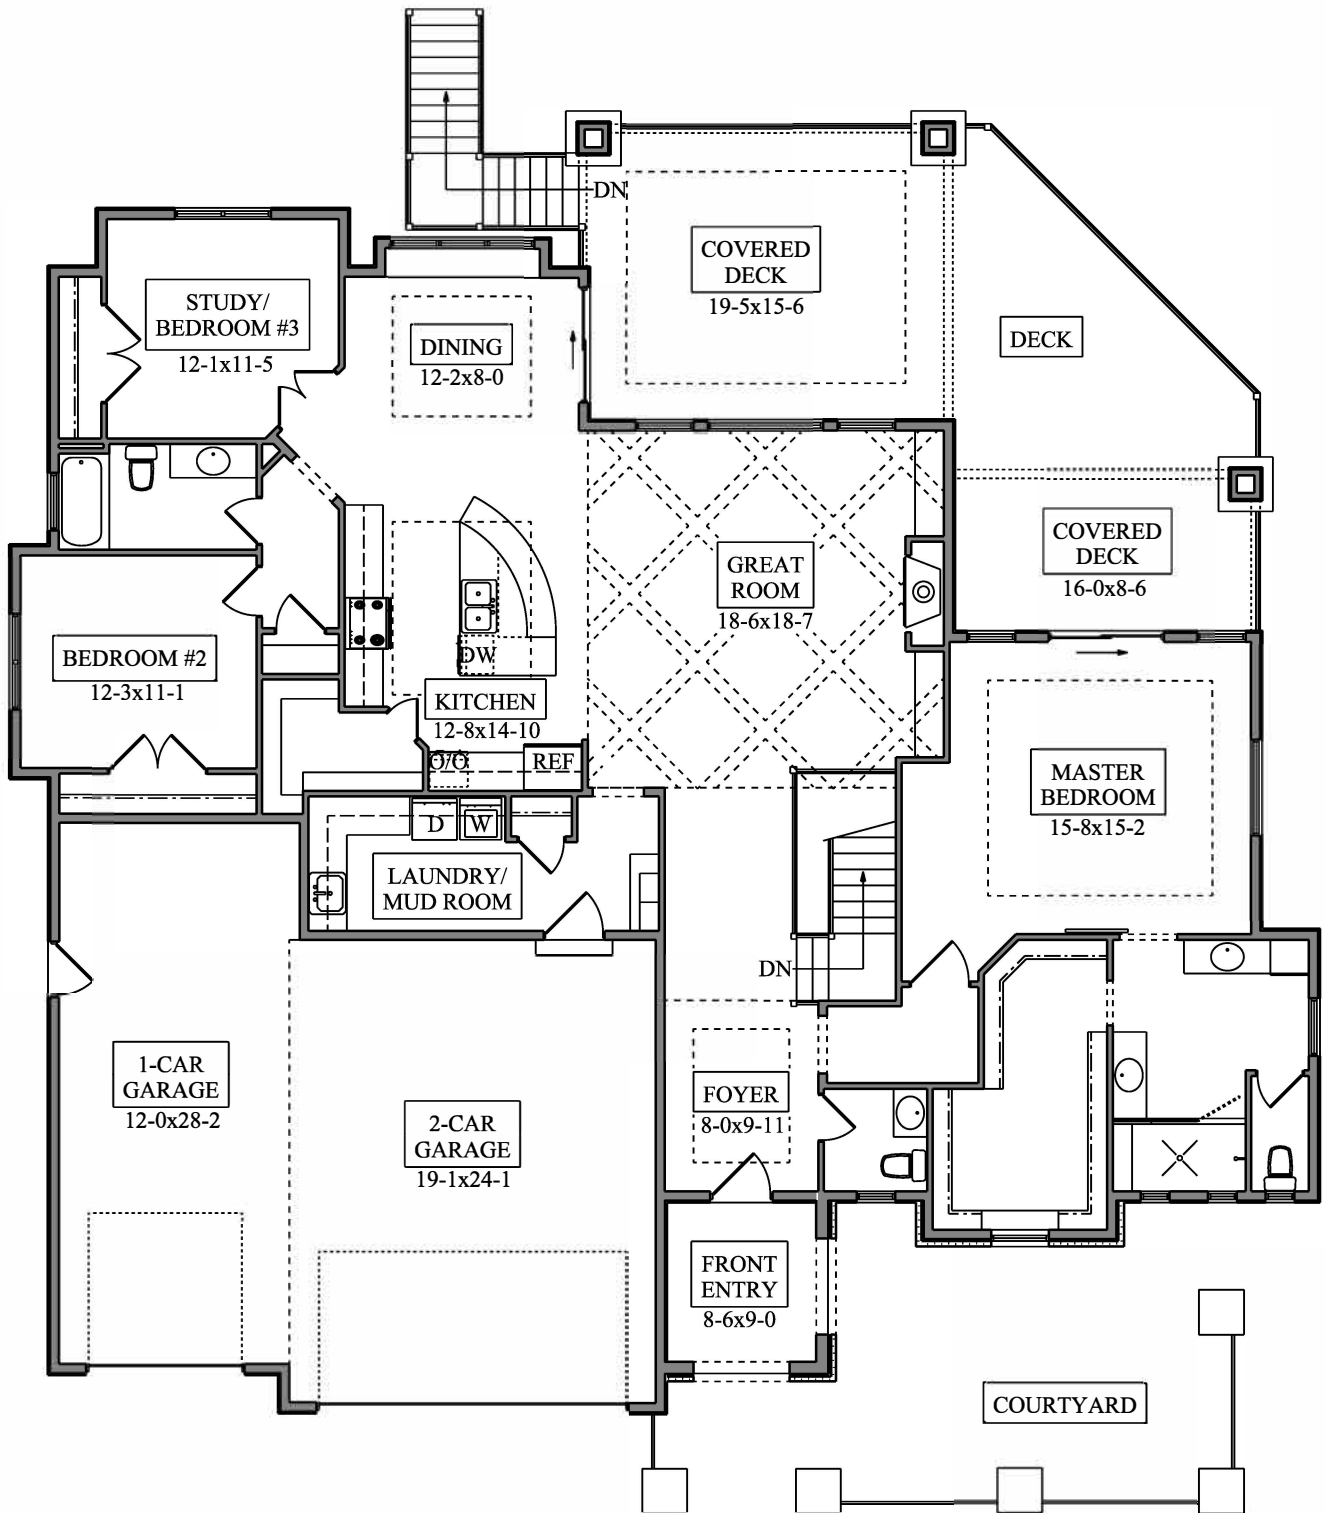 DN
COVERED
DECK
19-5x15-6
STUDY/
BEDROOM #3
12-1x11-5
DINING
12-2x8-0
DECK
COVERED
DECK
16-0x8-6
GREAT
ROOM
18-6x18-7
BEDROOM #2
12-3x11-1
DW
KITCHEN
12-8x14-10
O/O
REF
MASTER
BEDROOM
15-8x15-2
D
W
LAUNDRY/
MUD ROOM
DN
1-CAR
GARAGE
12-0x28-2
2-CAR
GARAGE
19-1x24-1
FOYER
8-0x9-11
FRONT
ENTRY
8-6x9-0
COURTYARD